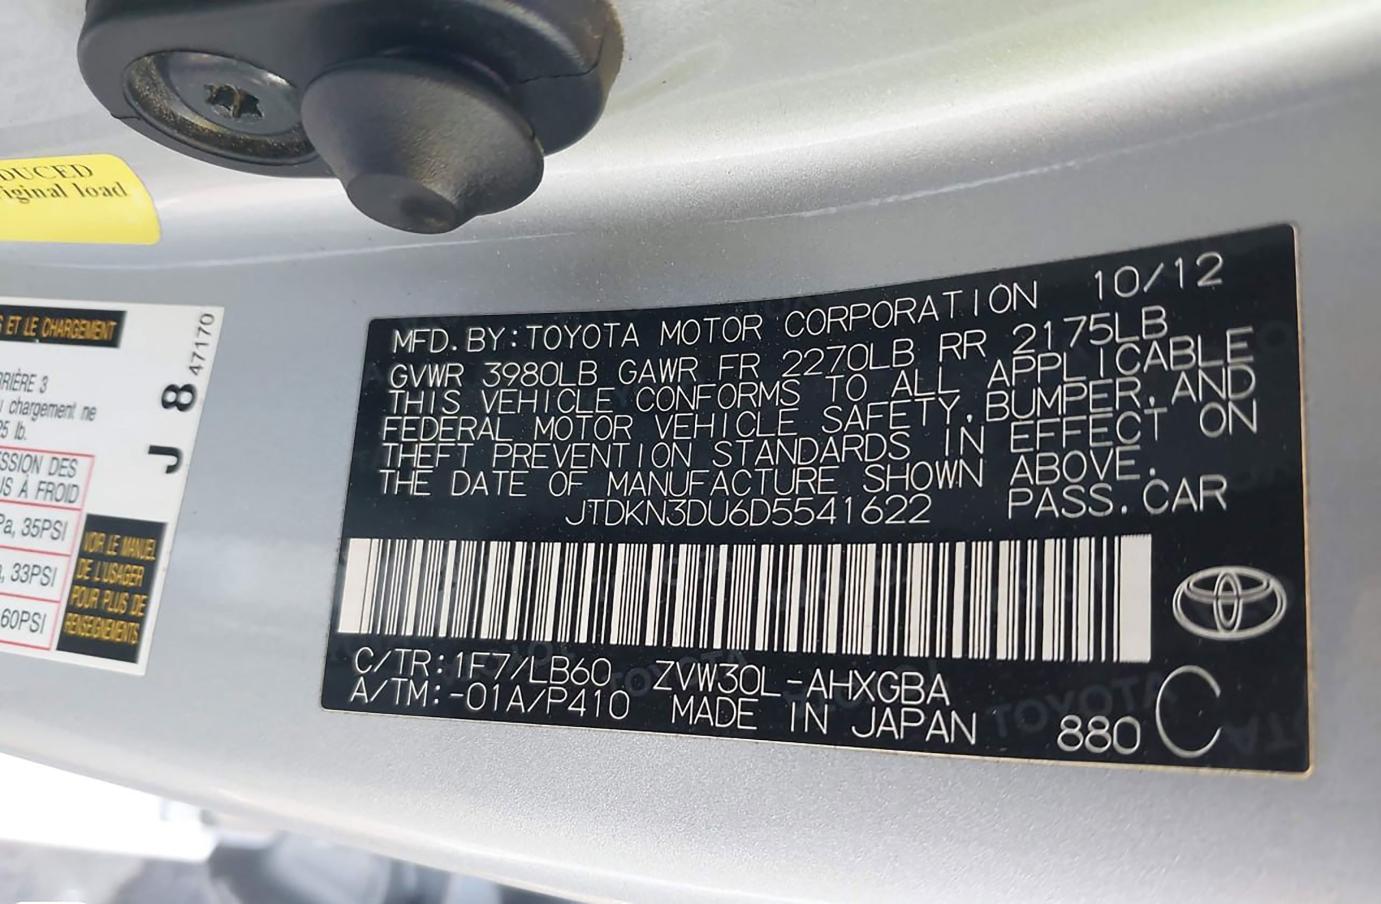 DUCED
riginal load
S ET LE CHARGEMENT
RRIÈRE 3
u chargement ne
25 lb.
SSION DES
US À FROID
Pa, 35PSI
, 33PSI
60PSI
VOIR LE MANUEL
DE L'USAGER
POUR PLUS DE
RENSEIGNEMENTS
J 8 47170
MFD. BY: TOYOTA MOTOR CORPORATION 10/12
GVWR 3980LB GAWR FR 2270LB RR 2175LB
THIS VEHICLE CONFORMS TO ALL APPLICABLE
FEDERAL MOTOR VEHICLE SAFETY, BUMPER, AND
THEFT PREVENTION STANDARDS IN EFFECT ON
THE DATE OF MANUFACTURE SHOWN ABOVE.
JTDKN3DU6D5541622 PASS. CAR
C/TR: 1F7/LB60 ZVW30L-AHXGBA
A/TM: -01A/P410 MADE IN JAPAN 880 C